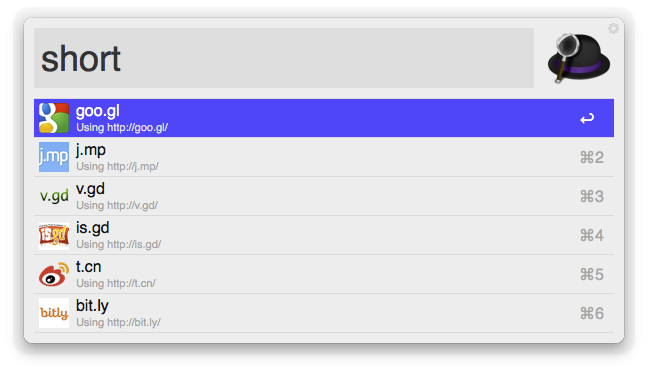 short
goo.gl
Using http://goo.gl/
↩
j.mp
j.mp
Using http://j.mp/
⌘2
v.gd
v.gd
Using http://v.gd/
⌘3
is.gd
is.gd
Using http://is.gd/
⌘4
t.cn
Using http://t.cn/
⌘5
bitly
bit.ly
Using http://bit.ly/
⌘6